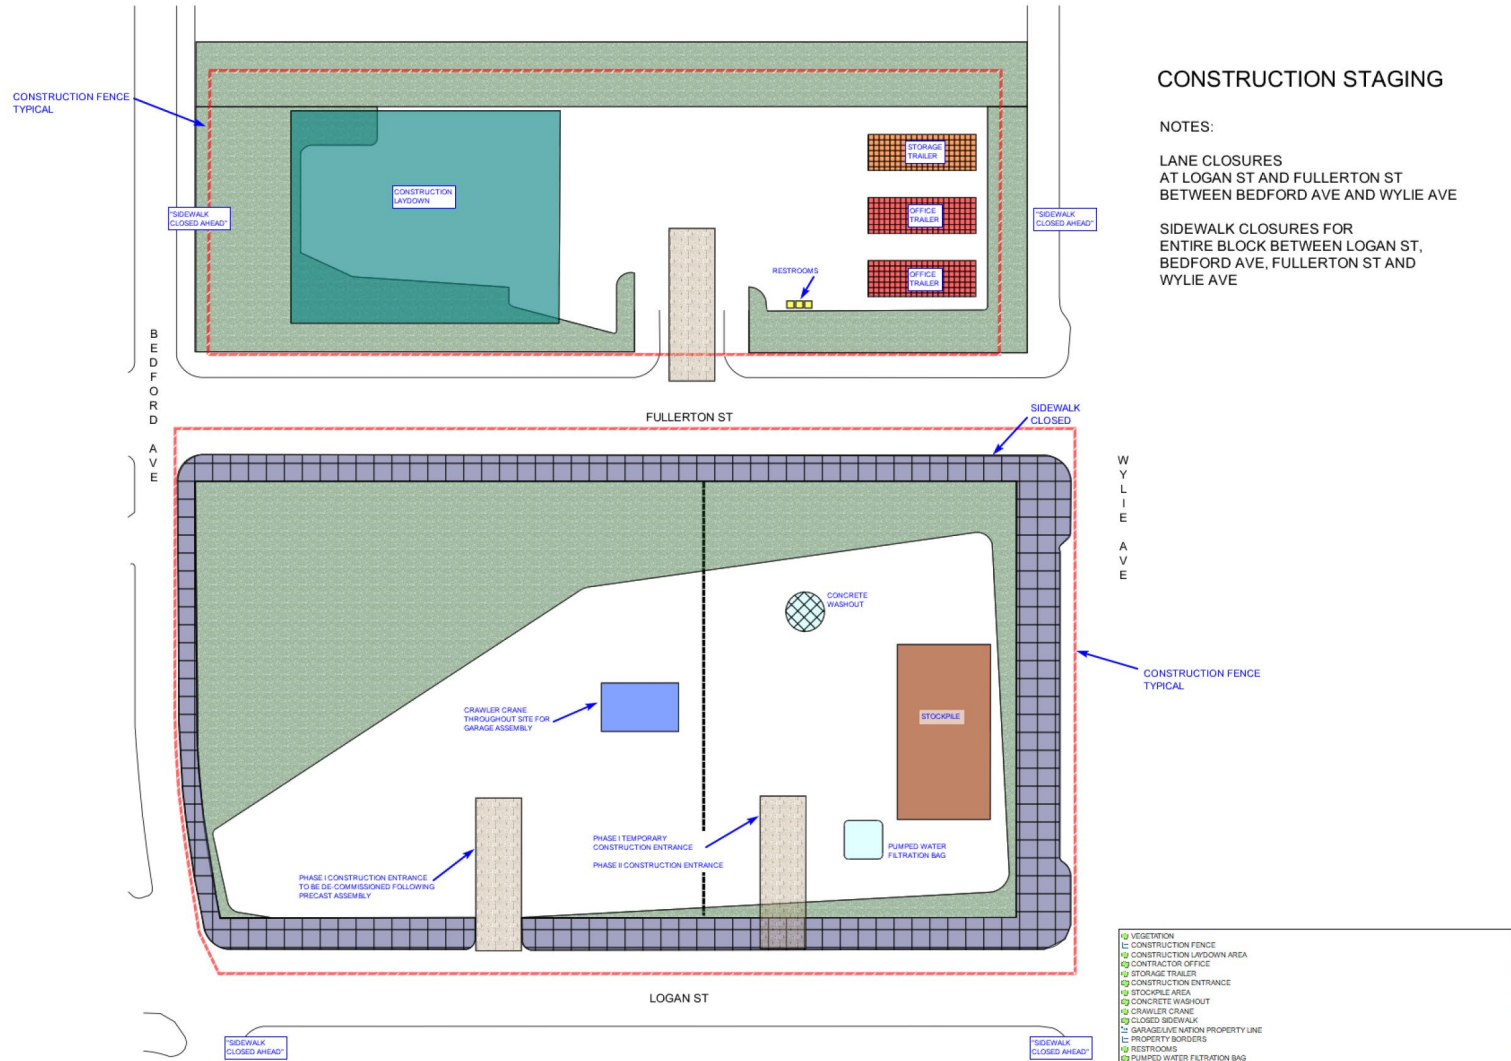 CONSTRUCTION STAGING
NOTES:
LANE CLOSURES
AT LOGAN ST AND FULLERTON ST
BETWEEN BEDFORD AVE AND WYLIE AVE
SIDEWALK CLOSURES FOR
ENTIRE BLOCK BETWEEN LOGAN ST,
BEDFORD AVE, FULLERTON ST AND
WYLIE AVE
CONSTRUCTION FENCE
TYPICAL
STORAGE
TRAILER
CONSTRUCTION
LAYDOWN
OFFICE
TRAILER
"SIDEWALK
CLOSED AHEAD"
"SIDEWALK
CLOSED AHEAD"
RESTROOMS
OFFICE
TRAILER
BEDFORD AVE
FULLERTON ST
SIDEWALK
CLOSED
WYLIE AVE
CONCRETE
WASHOUT
CONSTRUCTION FENCE
TYPICAL
CRAWLER CRANE
THROUGHOUT SITE FOR
GARAGE ASSEMBLY
STOCKPILE
PHASE I TEMPORARY
CONSTRUCTION ENTRANCE
PHASE II CONSTRUCTION ENTRANCE
PUMPED WATER
FILTRATION BAG
PHASE I CONSTRUCTION ENTRANCE
TO BE DE-COMMISSIONED FOLLOWING
PRECAST ASSEMBLY
LOGAN ST
"SIDEWALK
CLOSED AHEAD"
"SIDEWALK
CLOSED AHEAD"
VEGETATION
CONSTRUCTION FENCE
CONSTRUCTION LAYDOWN AREA
CONTRACTOR OFFICE
STORAGE TRAILER
CONSTRUCTION ENTRANCE
STOCKPILE AREA
CONCRETE WASHOUT
CRAWLER CRANE
CLOSED SIDEWALK
GARAGE/LIVE NATION PROPERTY LINE
PROPERTY BORDERS
RESTROOMS
PUMPED WATER FILTRATION BAG